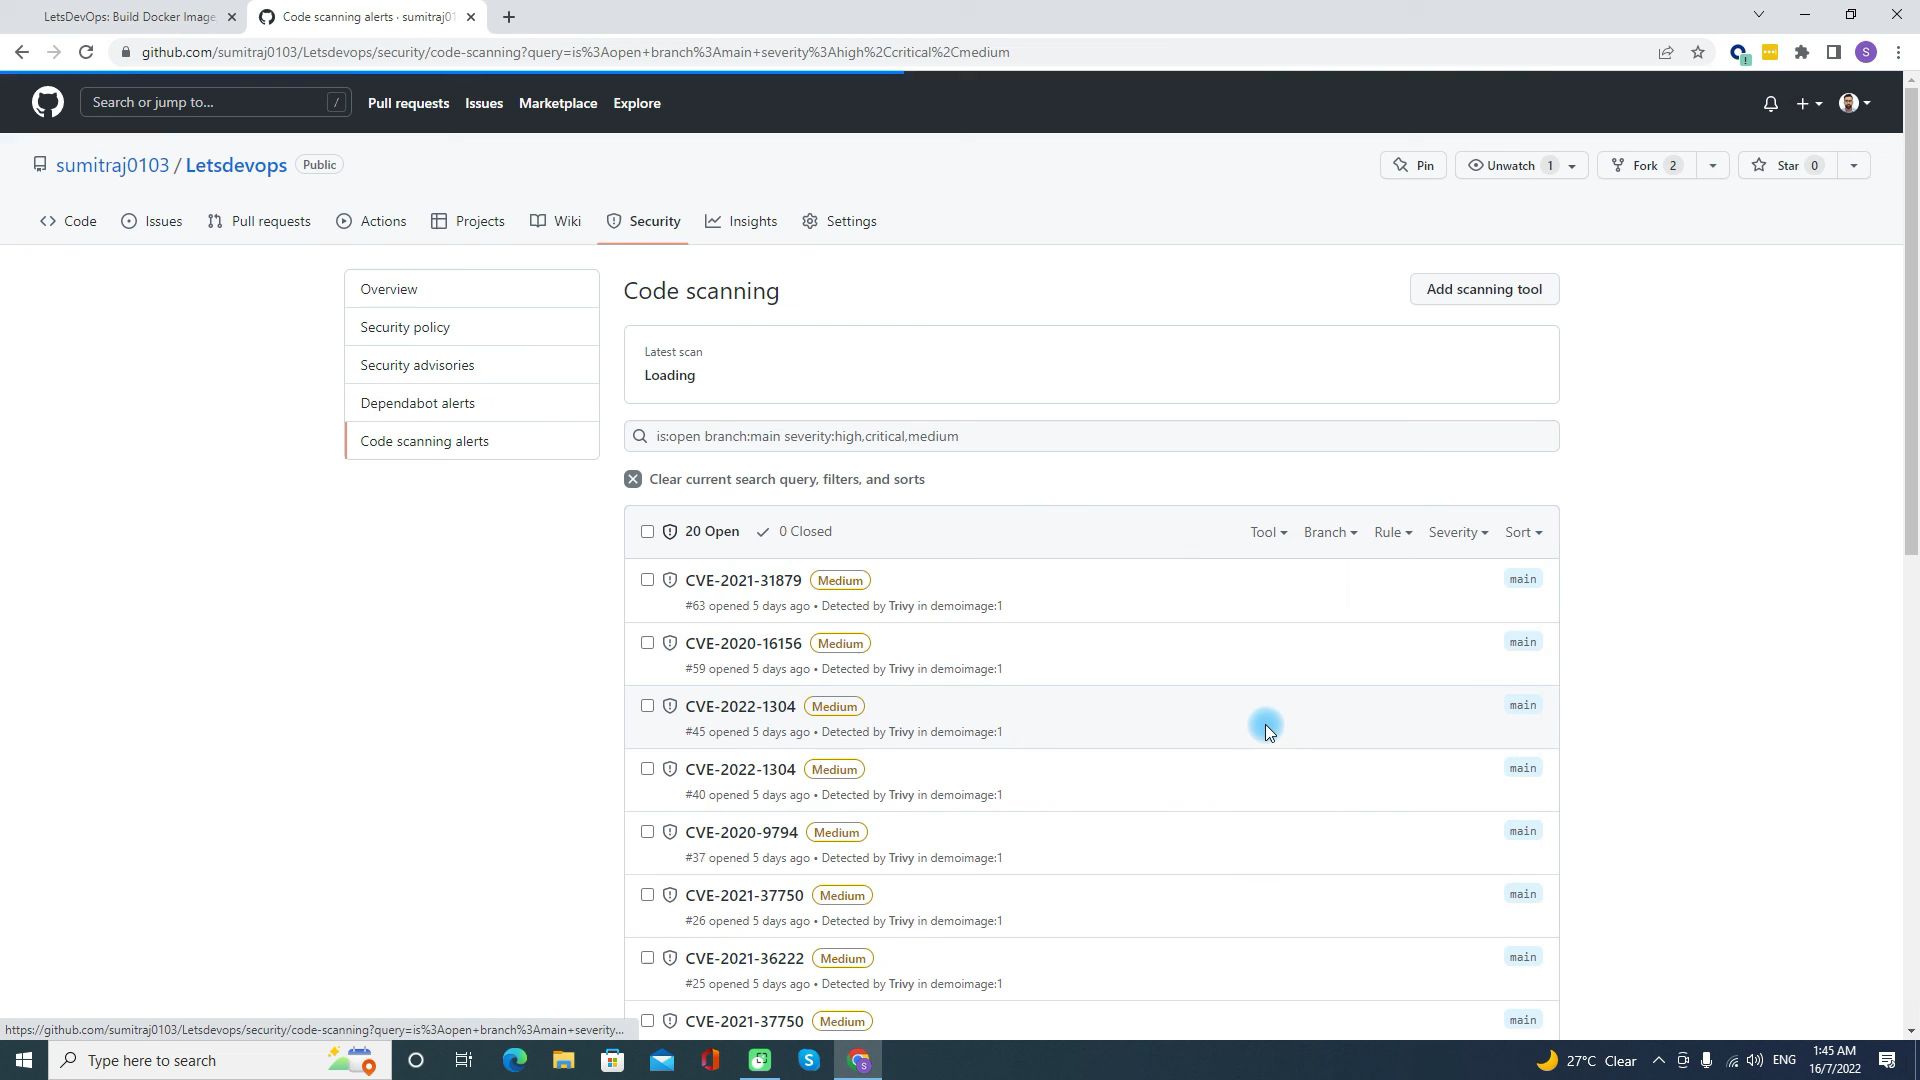 LetsDevOps: Build Docker Image
Code scanning alerts · sumitraj01
github.com/sumitraj0103/Letsdevops/security/code-scanning?query=is%3Aopen+branch%3Amain+severity%3Ahigh%2Ccritical%2Cmedium
S
Search or jump to...
/
Pull requests
Issues
Marketplace
Explore
sumitraj0103 / Letsdevops
Public
Pin
Unwatch 1
Fork 2
Star 0
Code
Issues
Pull requests
Actions
Projects
Wiki
Security
Insights
Settings
Overview
Security policy
Security advisories
Dependabot alerts
Code scanning alerts
Code scanning
Add scanning tool
Latest scan
Loading
is:open branch:main severity:high,critical,medium
Clear current search query, filters, and sorts
20 Open
0 Closed
Tool
Branch
Rule
Severity
Sort
CVE-2021-31879 Medium
main
#63 opened 5 days ago • Detected by Trivy in demoimage:1
CVE-2020-16156 Medium
main
#59 opened 5 days ago • Detected by Trivy in demoimage:1
CVE-2022-1304 Medium
main
#45 opened 5 days ago • Detected by Trivy in demoimage:1
CVE-2022-1304 Medium
main
#40 opened 5 days ago • Detected by Trivy in demoimage:1
CVE-2020-9794 Medium
main
#37 opened 5 days ago • Detected by Trivy in demoimage:1
CVE-2021-37750 Medium
main
#26 opened 5 days ago • Detected by Trivy in demoimage:1
CVE-2021-36222 Medium
main
#25 opened 5 days ago • Detected by Trivy in demoimage:1
CVE-2021-37750 Medium
main
https://github.com/sumitraj0103/Letsdevops/security/code-scanning?query=is%3Aopen+branch%3Amain+severity...
Type here to search
27°C Clear
ENG
1:45 AM
16/7/2022